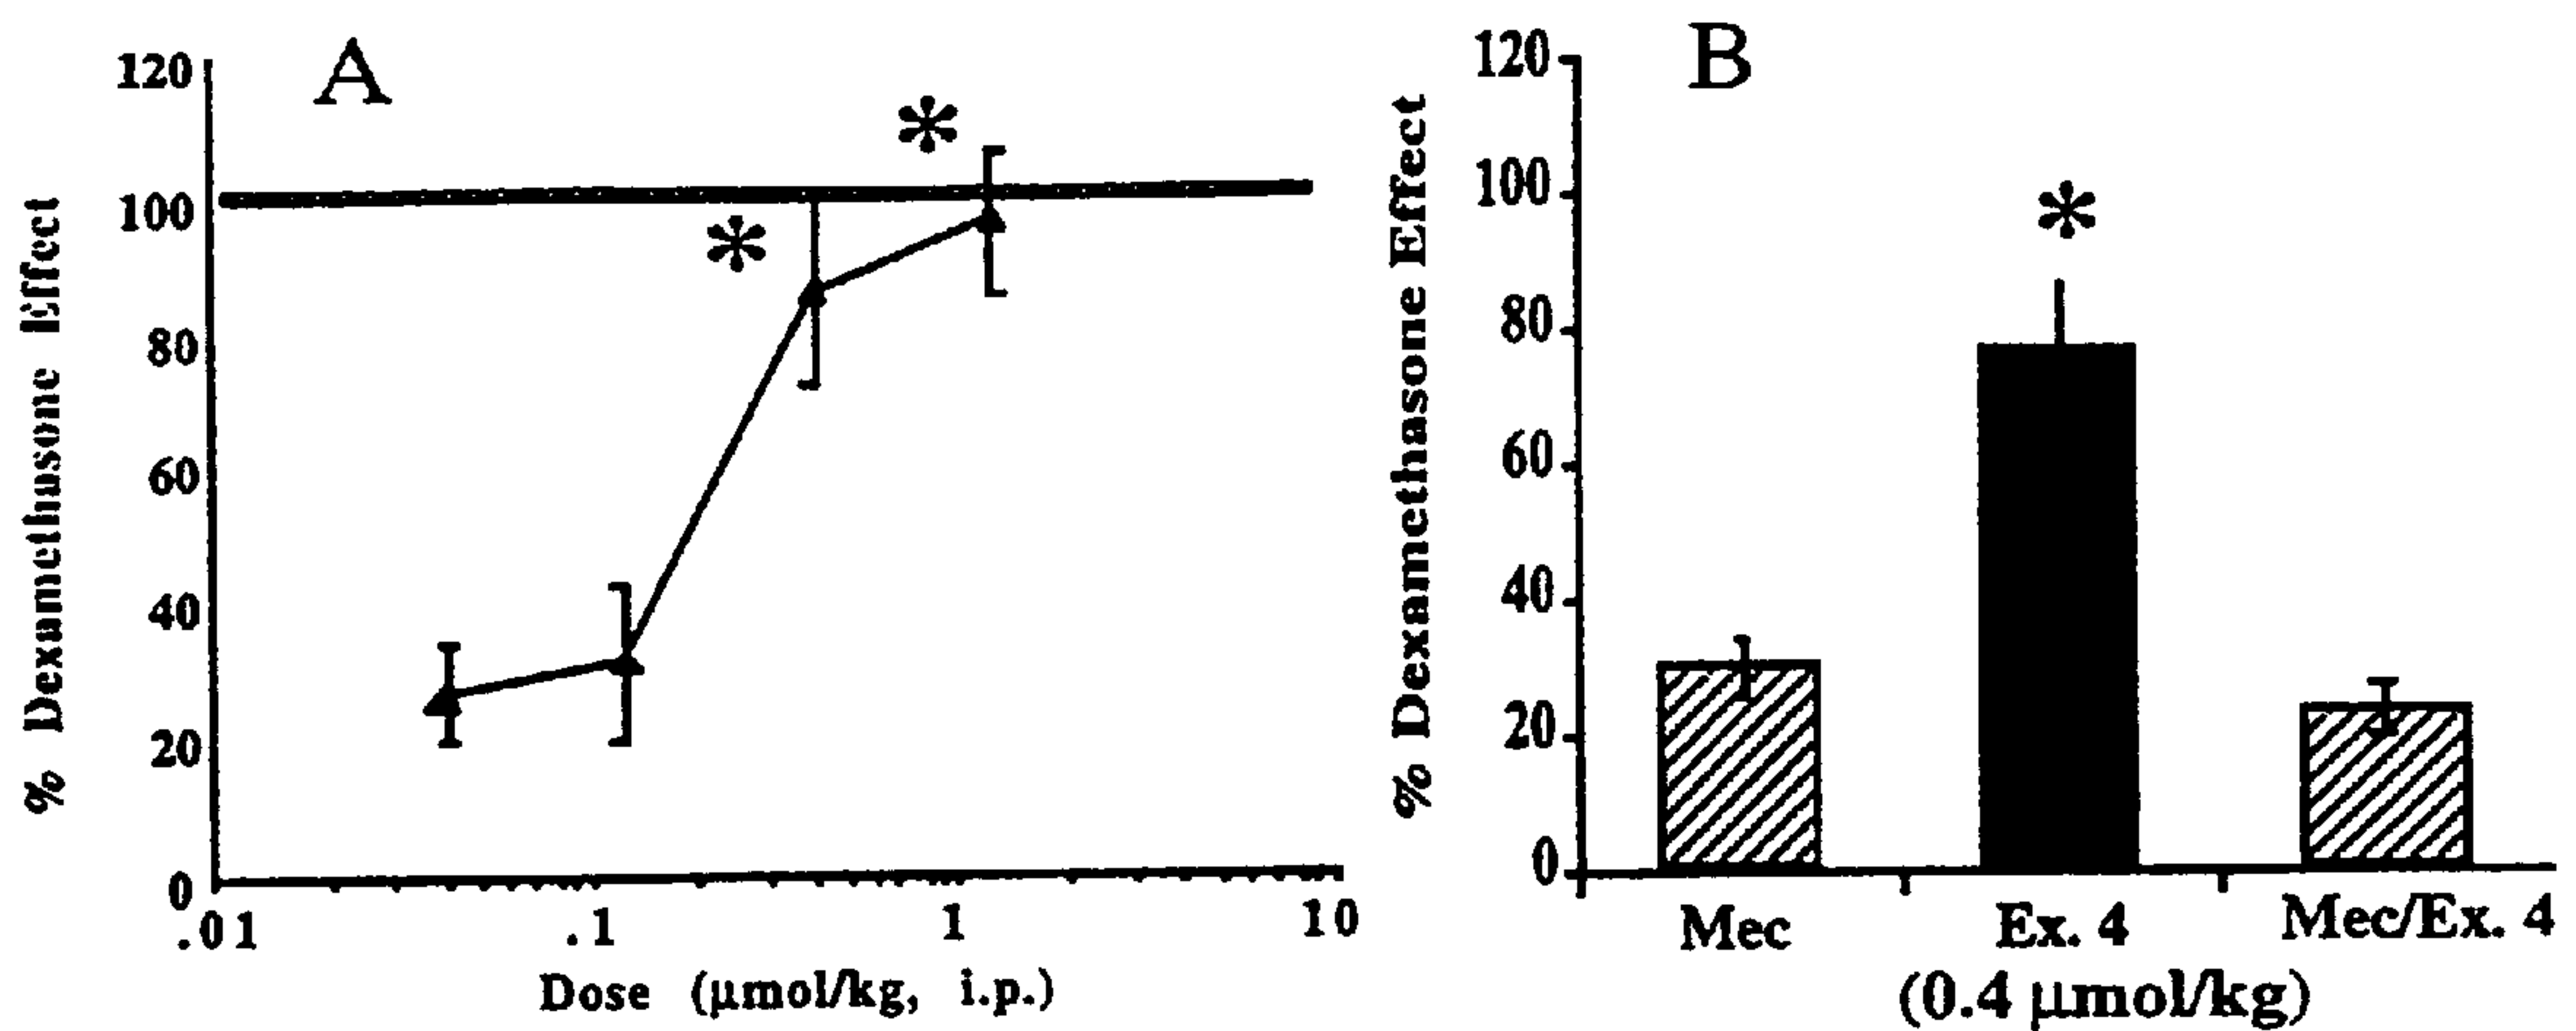 A
120
100
80
60
40
20
0
% Dexamethasone Effect
*
*
.01 .1 1 10
Dose (μmol/kg, i.p.)
B
120
100
80
60
40
20
0
% Dexamethasone Effect
*
Mec Ex. 4 Mec/Ex. 4
(0.4 μmol/kg)